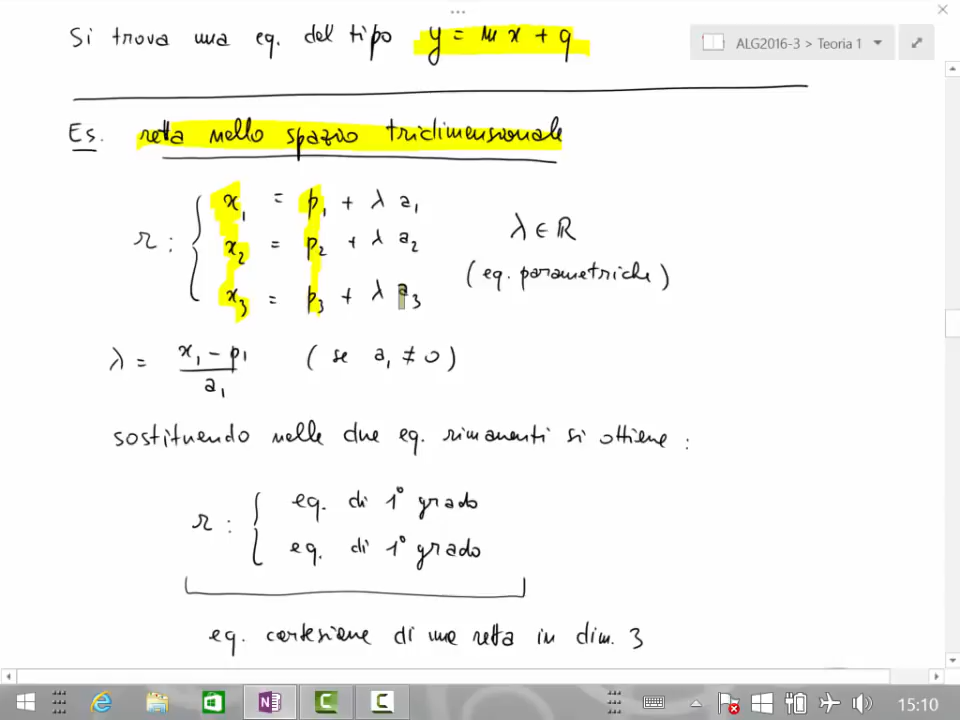 Si trova una eq. del tipo y = m x + q
ALG2016-3 > Teoria 1
Es. retta nello spazio tridimensionale
r : { x₁ = p₁ + λ a₁
x₂ = p₂ + λ a₂
x₃ = p₃ + λ a₃
λ ∈ ℝ
(eq. parametriche)
λ = (x₁ - p₁)/a₁ (se a₁ ≠ 0)
sostituendo nelle due eq. rimanenti si ottiene :
r : { eq. di 1° grado
eq. di 1° grado
eq. cartesiane di una retta in dim. 3
15:10